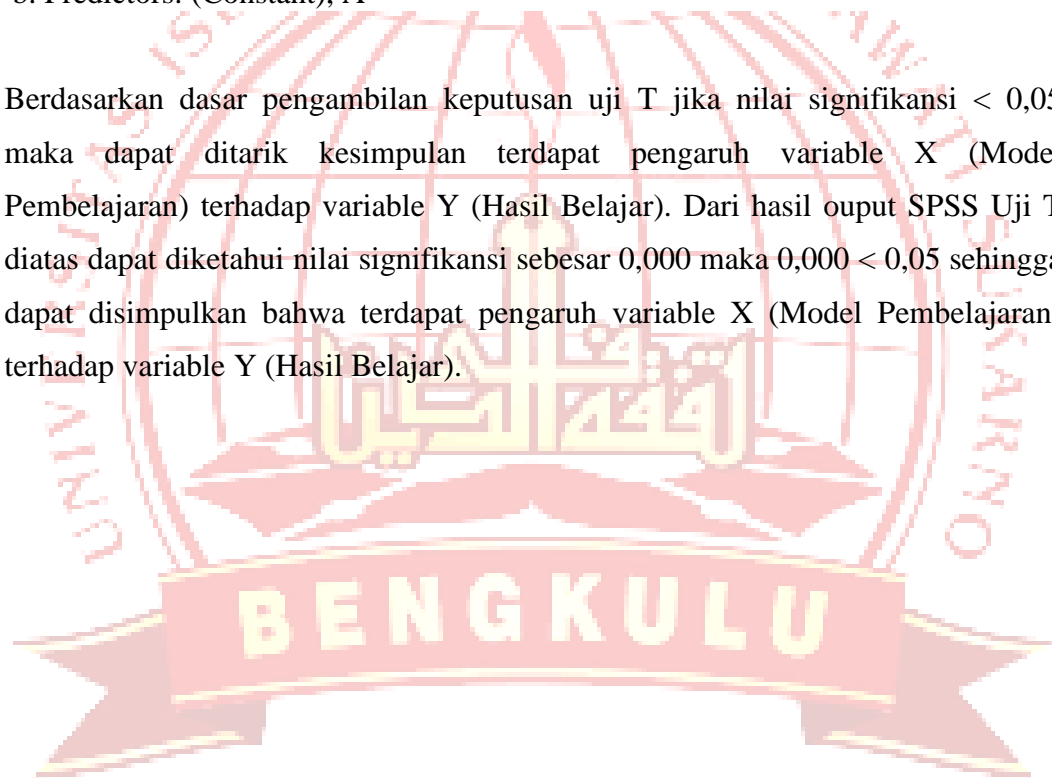 b. Predictors: (Constant), X
Berdasarkan dasar pengambilan keputusan uji T jika nilai signifikansi < 0,05
maka dapat ditarik kesimpulan terdapat pengaruh variable X (Model
Pembelajaran) terhadap variable Y (Hasil Belajar). Dari hasil ouput SPSS Uji T
diatas dapat diketahui nilai signifikansi sebesar 0,000 maka 0,000 < 0,05 sehingga
dapat disimpulkan bahwa terdapat pengaruh variable X (Model Pembelajaran
terhadap variable Y (Hasil Belajar).
UNIVERSITAS
SUKARNO
BENGKULU